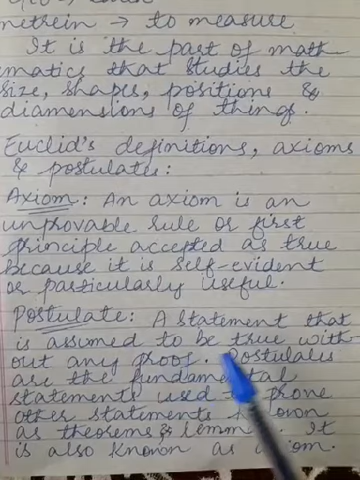 metrein → to measure
It is the part of math
ematics that studies the
size, shapes, positions &
diamensions of things.
Euclid's definitions, axioms
& postulates:
Axiom: An axiom is an
unprovable rule or first
principle accepted as true
because it is self-evident
or particularly useful.
Postulate: A statement that
is assumed to be true with-
out any proof. Postulates
are the fundamental
statements used to prove
other statements known
as theorems &
is also known as axiom.